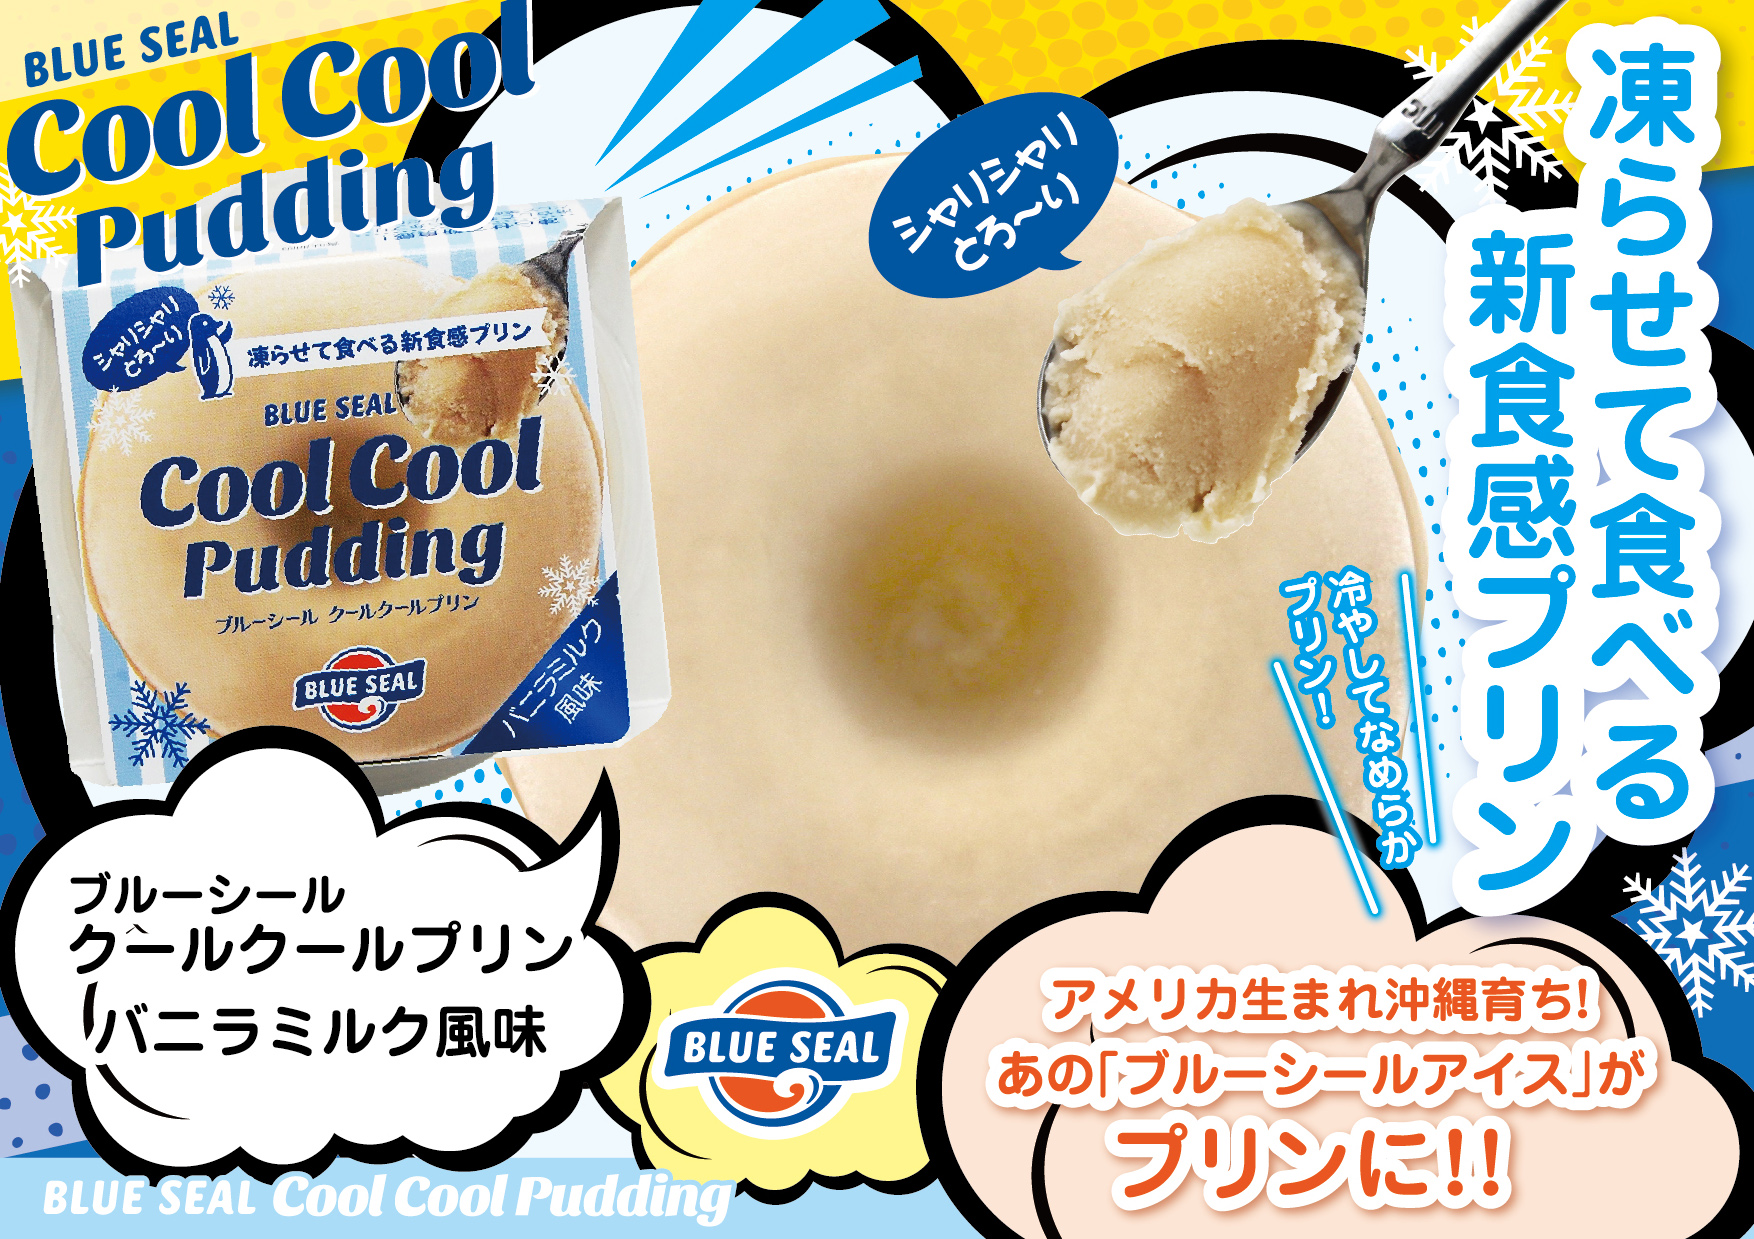 BLUE SEAL
Cool Cool
Pudding
シャリシャリ
とろ～り
凍らせて食べる
新食感プリン
シャリシャリ
とろ～り
凍らせて食べる新食感プリン
BLUE SEAL
Cool Cool
Pudding
ブルーシール クールクールプリン
BLUE SEAL
バニラミルク
風味
冷やしてなめらか
プリン！
ブルーシール
クールクールプリン
バニラミルク風味
BLUE SEAL
アメリカ生まれ沖縄育ち!
あの「ブルーシールアイス」が
プリンに!!
BLUE SEAL Cool Cool Pudding